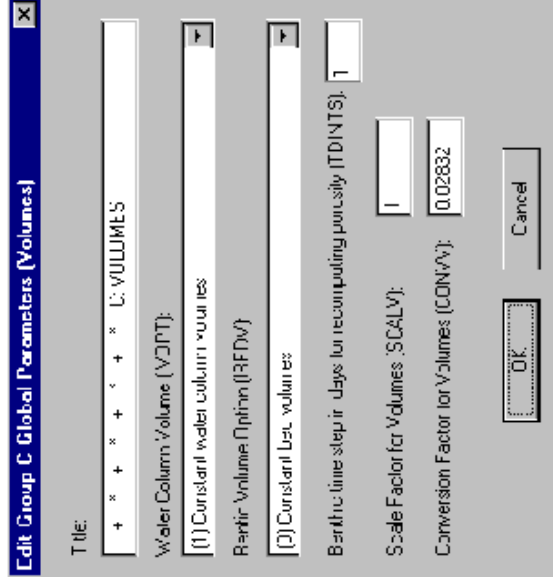 Edit Group C Global Parameters (Volumes)
Title:
+ * + * + * + * C: VOLUMES
Water Column Volume (IVOPT):
(1) Constant water column volumes
Benthic Volume Option (IBEDV)
(0) Constant bed volumes
Benthic time step in days for recomputing porosity (TDINTS): 1
Scale Factor for Volumes (SCALV): 1
Conversion Factor for Volumes (CONVV): 0.02832
OK
Cancel